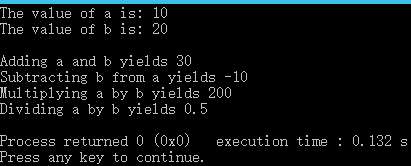 The value of a is: 10
The value of b is: 20
Adding a and b yields 30
Subtracting b from a yields -10
Multiplying a by b yields 200
Dividing a by b yields 0.5
Process returned 0 (0x0)   execution time : 0.132 s
Press any key to continue.